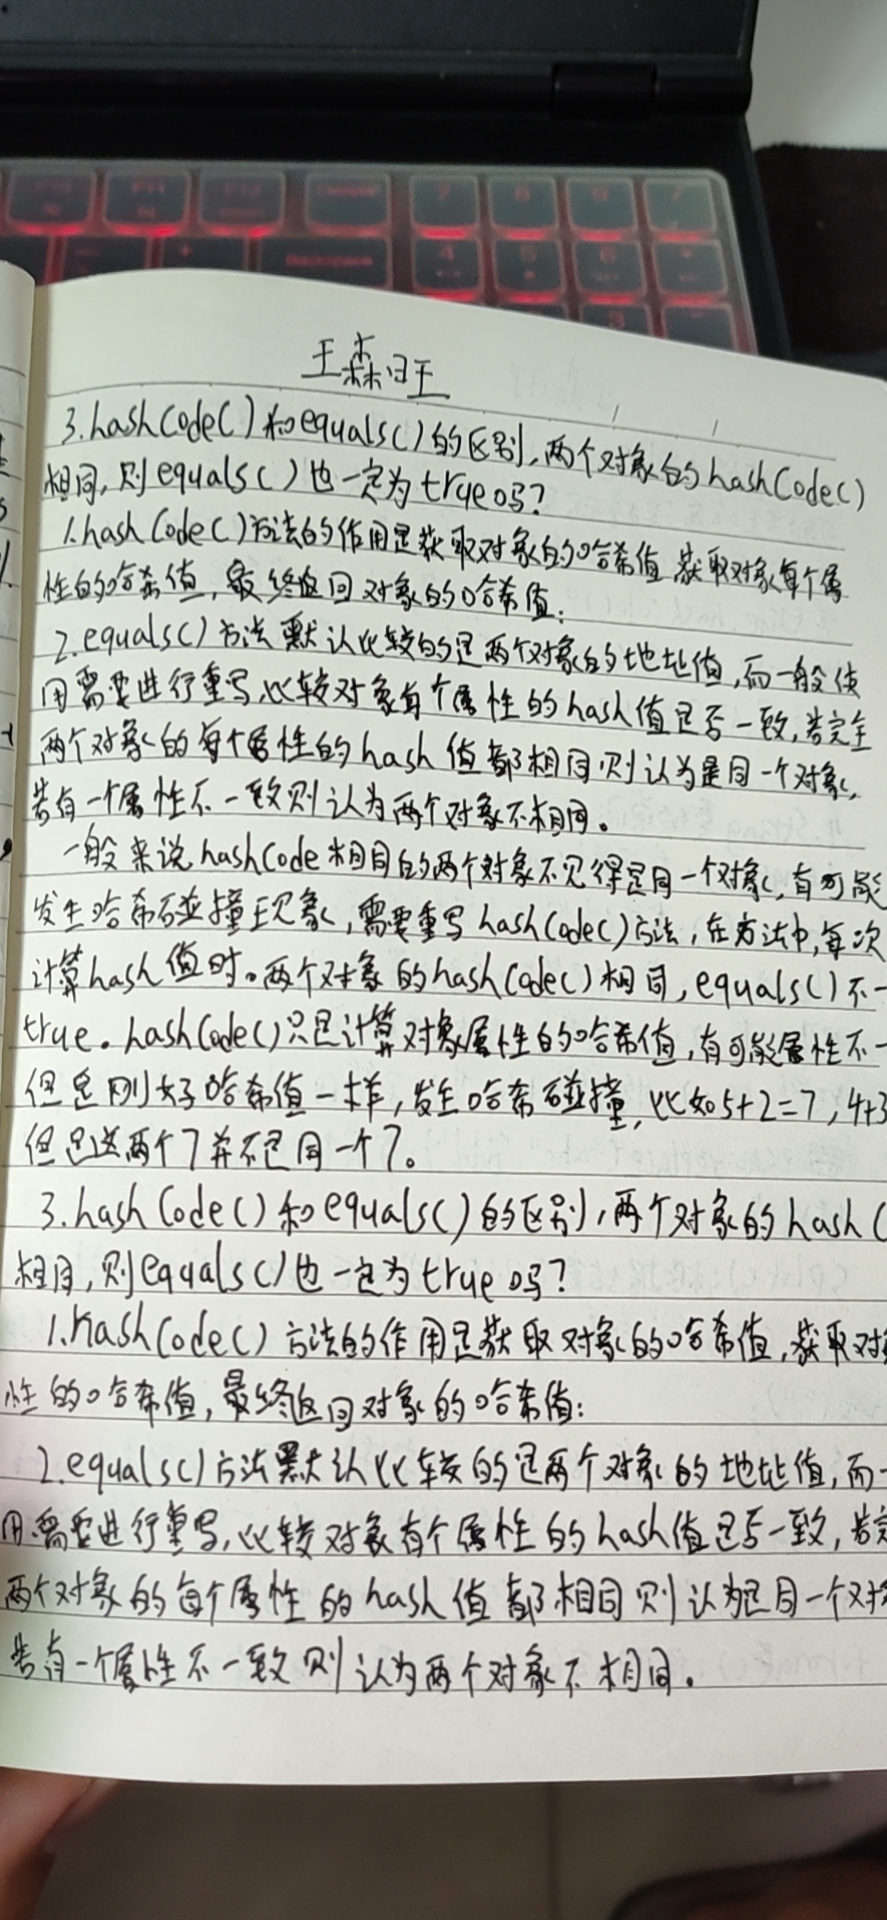 王森旺
3.hashCode()和equals()的区别,两个对象的hashCode()
相同,则equals()也一定为true吗?
1.hashCode()方法的作用是获取对象的哈希值,获取对象每个属
性的哈希值,最终返回对象的哈希值;
2.equals()方法默认比较的是两个对象的地址值,而一般使
用需要进行重写,比较对象每个属性的hash值是否一致,若完全
两个对象的每个属性的hash值都相同则认为是同一个对象,
若有一个属性不一致则认为两个对象不相同。
一般来说hashCode相同的两个对象不见得是同一个对象,有可能
发生哈希碰撞现象,需要重写hashCode()方法,在方法中,每次
计算hash值时。两个对象的hashCode()相同,equals()不一
true。hashCode()只是计算对象属性的哈希值,有可能属性不一
但是刚好哈希值一样,发生哈希碰撞,比如5+2=7,4+3
但是这两个7并不是同一个7。
3.hashCode()和equals()的区别,两个对象的hashC
相同,则equals()也一定为true吗?
1.hashCode()方法的作用是获取对象的哈希值,获取对
性的哈希值,最终返回对象的哈希值;
2.equals()方法默认比较的是两个对象的地址值,而一
用需要进行重写,比较对象每个属性的hash值是否一致,若完
两个对象的每个属性的hash值都相同则认为是同一个对
若有一个属性不一致则认为两个对象不相同。